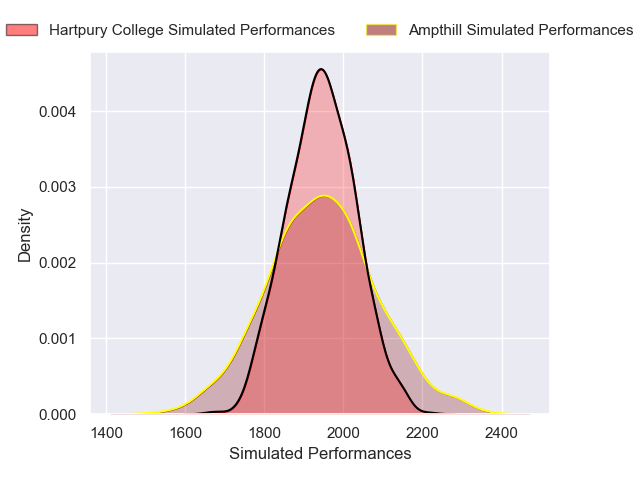 Hartpury College Simulated Performances
Ampthill Simulated Performances
Density
0.004
0.003
0.002
0.001
0.000
1400 1600 1800 2000 2200 2400
Simulated Performances